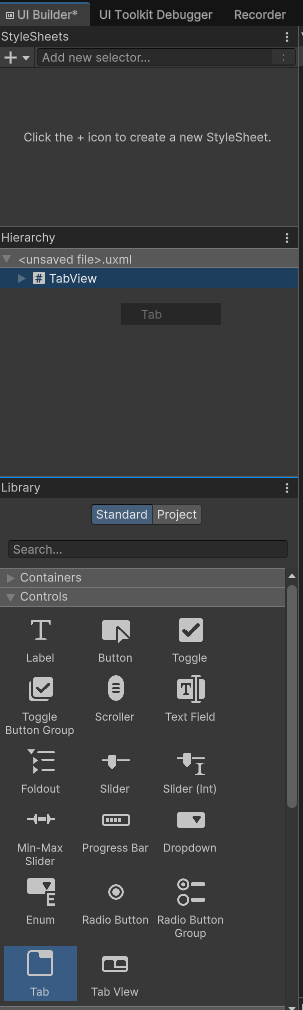 UI Builder* UI Toolkit Debugger Recorder
StyleSheets
+ Add new selector...
Click the + icon to create a new StyleSheet.
Hierarchy
<unsaved file>.uxml
# TabView
Tab
Library
Standard Project
Search...
Containers
Controls
Label Button Toggle
Toggle Button Group Scroller Text Field
Foldout Slider Slider (Int)
Min-Max Slider Progress Bar Dropdown
Enum Radio Button Radio Button Group
Tab Tab View